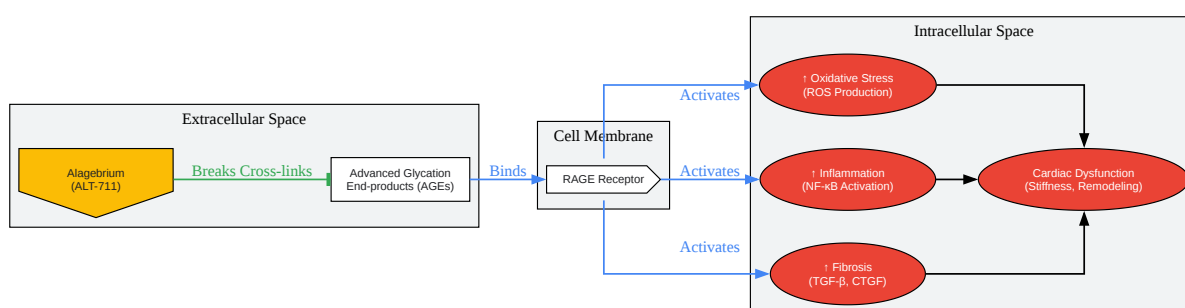 Extracellular Space
Alagebrium
(ALT-711)
Breaks Cross-links
Advanced Glycation
End-products (AGEs)
Binds
Cell Membrane
RAGE Receptor
Activates
Activates
Activates
Intracellular Space
↑ Oxidative Stress
(ROS Production)
↑ Inflammation
(NF-κB Activation)
↑ Fibrosis
(TGF-β, CTGF)
Cardiac Dysfunction
(Stiffness, Remodeling)